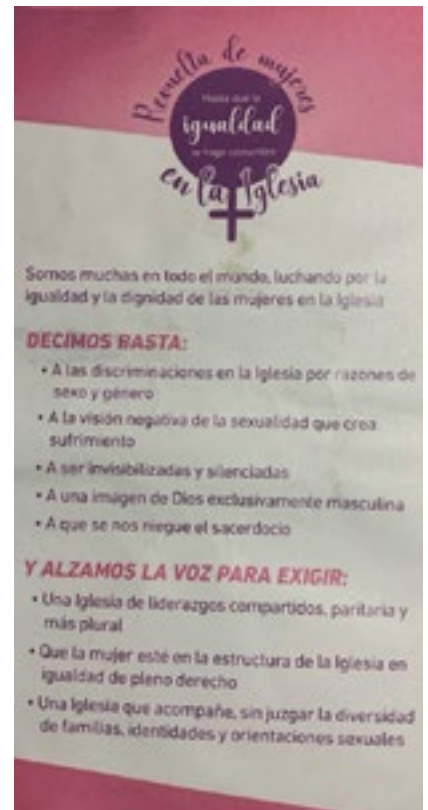 Revuelta de mujeres
Hasta que la
igualdad
se haga costumbre
en la Iglesia
Somos muchas en todo el mundo, luchando por la
igualdad y la dignidad de las mujeres en la Iglesia
DECIMOS BASTA:
• A las discriminaciones en la Iglesia por razones de
sexo y género
• A la visión negativa de la sexualidad que crea
sufrimiento
• A ser invisibilizadas y silenciadas
• A una imagen de Dios exclusivamente masculina
• A que se nos niegue el sacerdocio
Y ALZAMOS LA VOZ PARA EXIGIR:
• Una Iglesia de liderazgos compartidos, paritaria y
más plural
• Que la mujer esté en la estructura de la Iglesia en
igualdad de pleno derecho
• Una Iglesia que acompañe, sin juzgar la diversidad
de familias, identidades y orientaciones sexuales